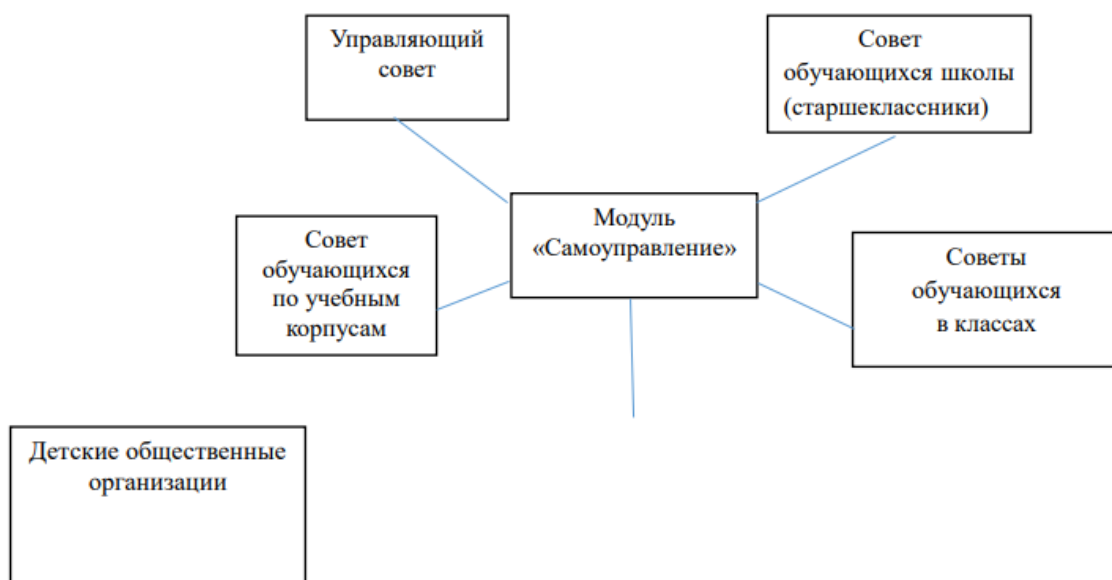 Управляющий
совет
Совет
обучающихся школы
(старшеклассники)
Модуль
«Самоуправление»
Совет
обучающихся
по учебным
корпусам
Советы
обучающихся
в классах
Детские общественные
организации